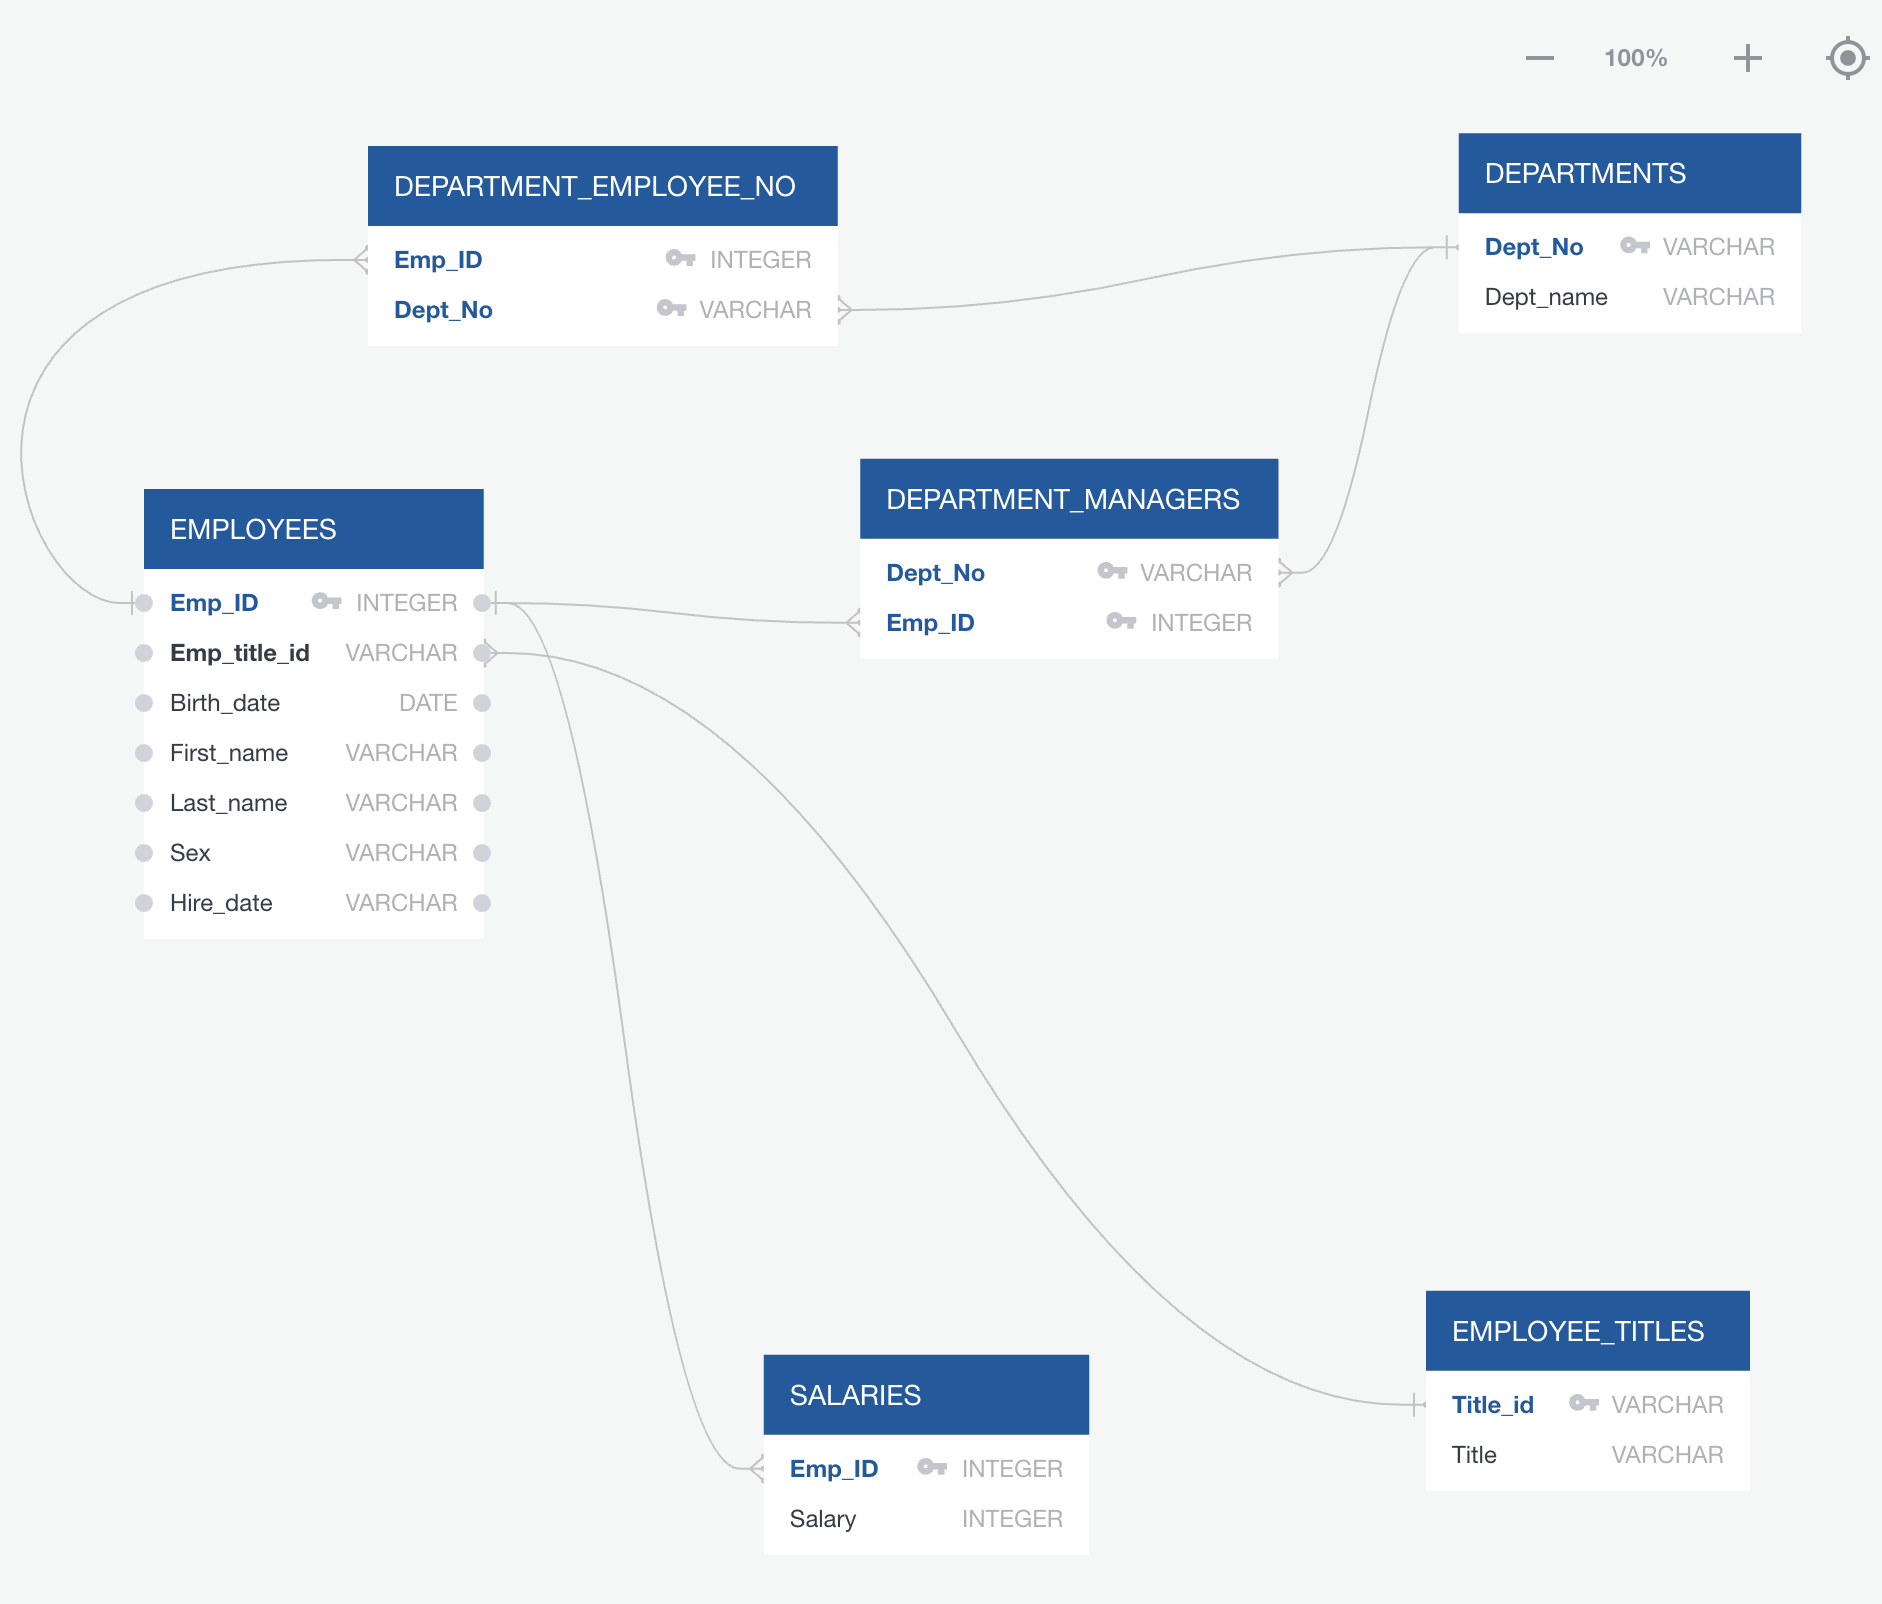 100%
DEPARTMENT_EMPLOYEE_NO
Emp_ID INTEGER
Dept_No VARCHAR
DEPARTMENTS
Dept_No VARCHAR
Dept_name VARCHAR
EMPLOYEES
Emp_ID INTEGER
Emp_title_id VARCHAR
Birth_date DATE
First_name VARCHAR
Last_name VARCHAR
Sex VARCHAR
Hire_date VARCHAR
DEPARTMENT_MANAGERS
Dept_No VARCHAR
Emp_ID INTEGER
SALARIES
Emp_ID INTEGER
Salary INTEGER
EMPLOYEE_TITLES
Title_id VARCHAR
Title VARCHAR